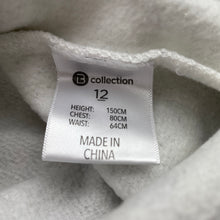 B collection
12
HEIGHT: 150CM
CHEST: 80CM
WAIST: 64CM
MADE IN
CHINA